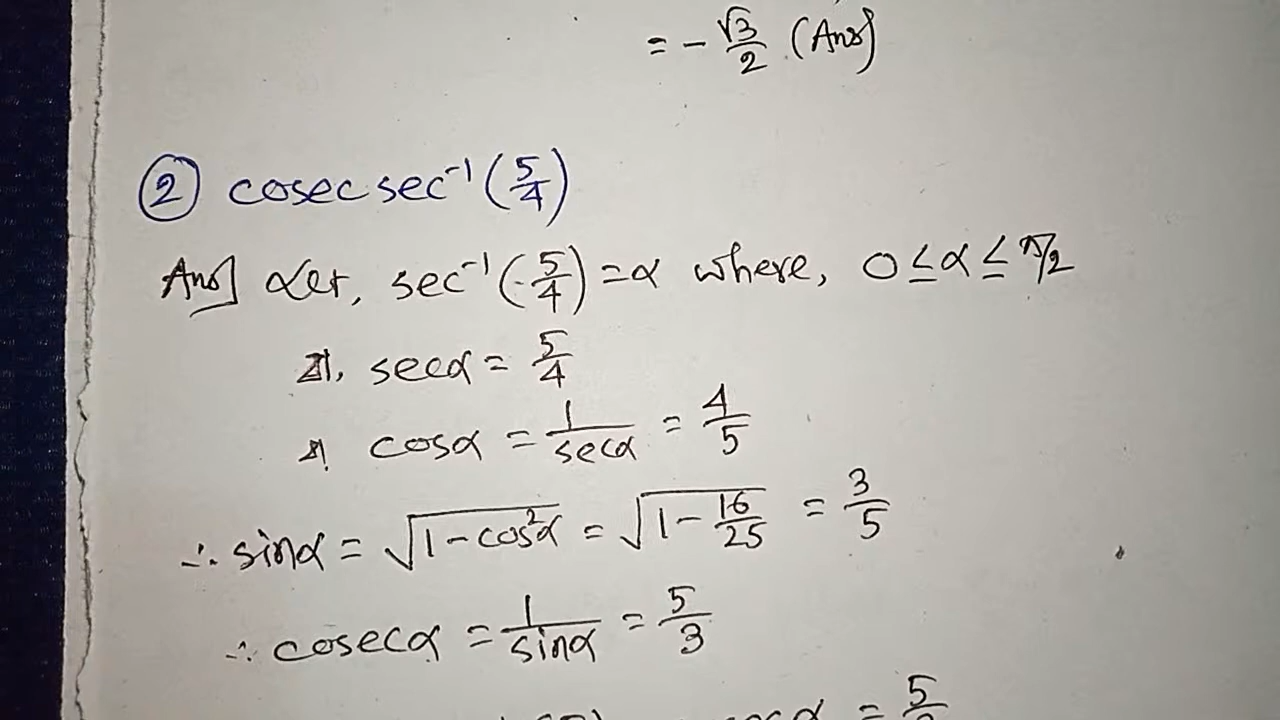 = -√3/2 (Ans)
② cosec sec⁻¹(5/4)
Ans] Let, sec⁻¹(5/4) = α where, 0 ≤ α ≤ π/2
secα = 5/4
cosα = 1/secα = 4/5
∴ sinα = √(1-cos²α) = √(1-16/25) = 3/5
∴ cosecα = 1/sinα = 5/3
α = 5